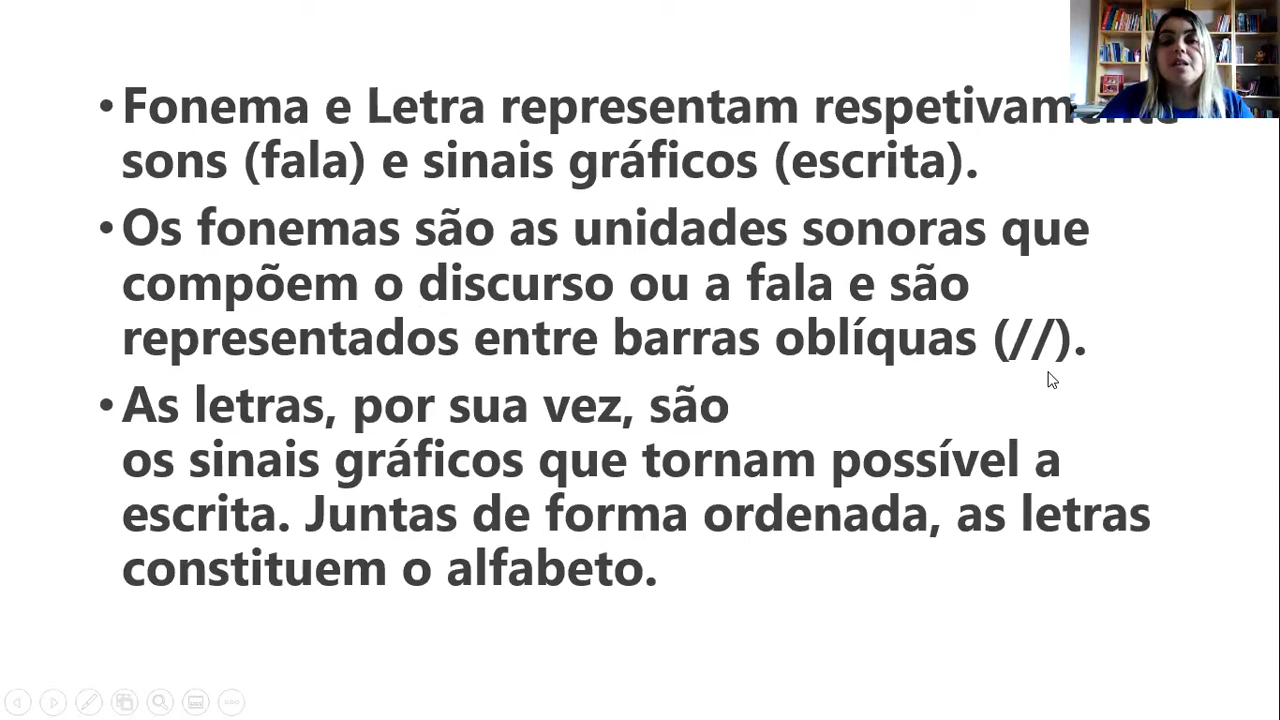 • Fonema e Letra representam respetivamente
sons (fala) e sinais gráficos (escrita).
• Os fonemas são as unidades sonoras que
compõem o discurso ou a fala e são
representados entre barras oblíquas (//).
• As letras, por sua vez, são
os sinais gráficos que tornam possível a
escrita. Juntas de forma ordenada, as letras
constituem o alfabeto.